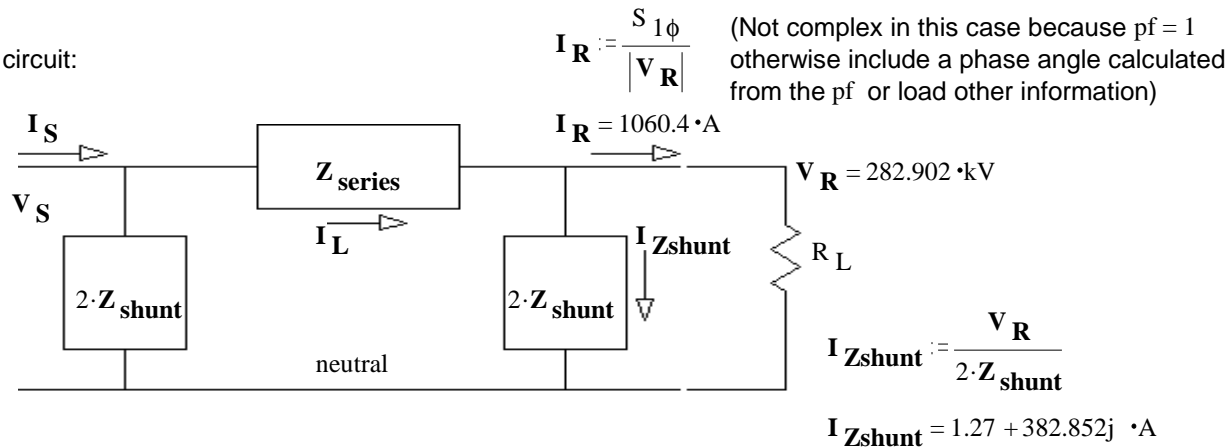 I R := S 1ϕ / |V R|
(Not complex in this case because pf = 1
otherwise include a phase angle calculated
from the pf or load other information)
circuit:
I S
I R = 1060.4 •A
Z series
V R = 282.902 •kV
V S
I L
I Zshunt
R L
2·Z shunt
2·Z shunt
neutral
I Zshunt := V R / 2·Z shunt
I Zshunt = 1.27 + 382.852j •A